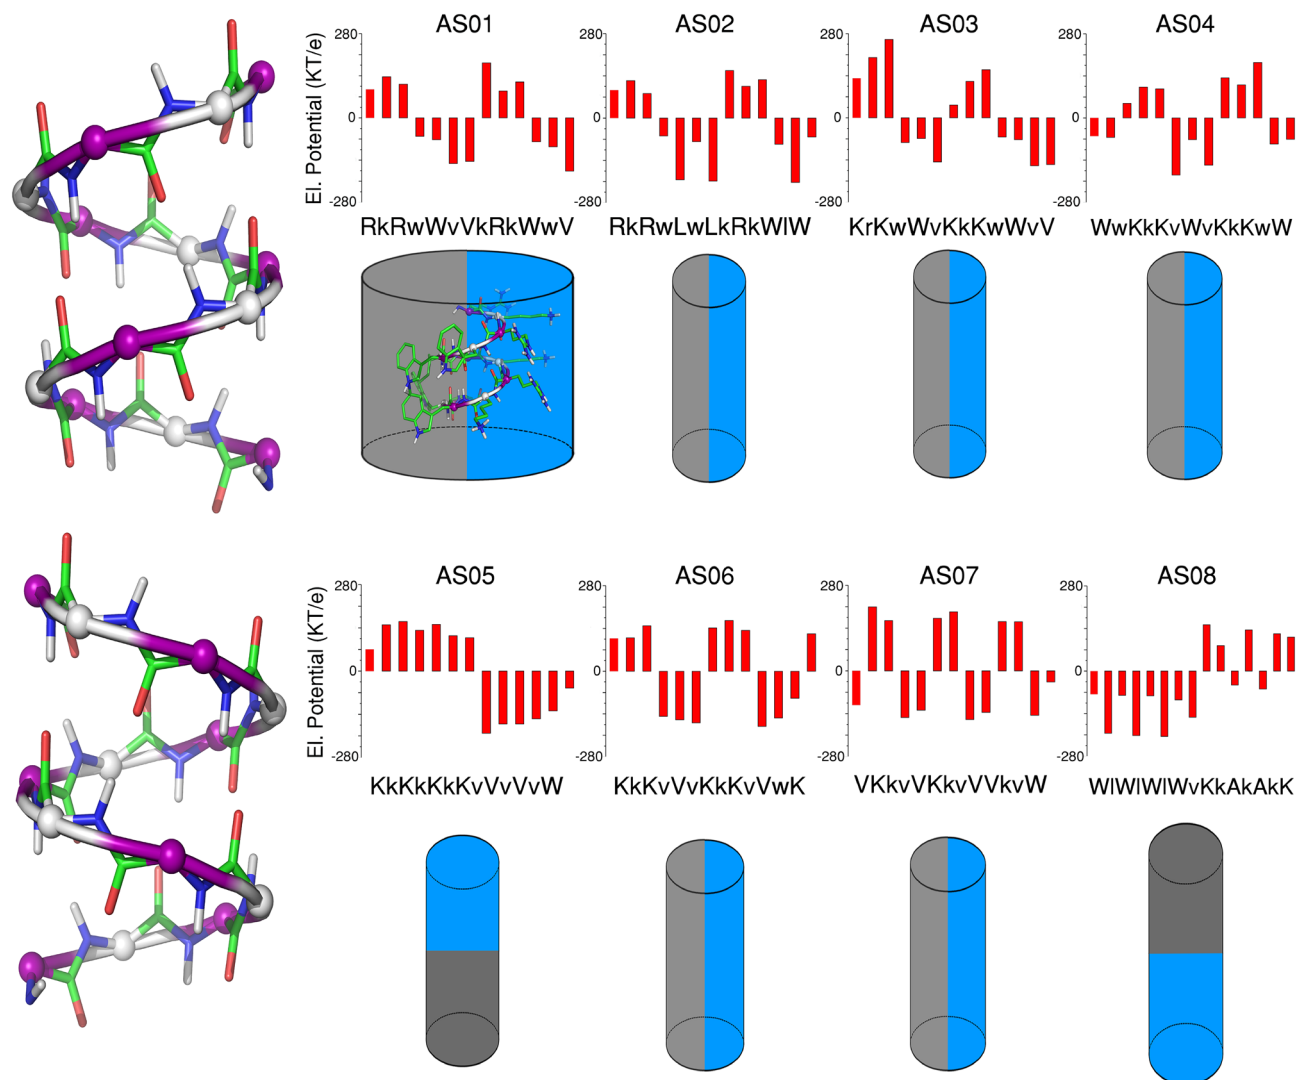 AS01 AS02 AS03 AS04
El. Potential (KT/e)
280 280 280 280
0 0 0 0
-280 -280 -280 -280
RkRwWvVkRkWwV RkRwLwLkRkWlW KrKwWvKkKwWvV WwKkKvWvKkKwW
AS05 AS06 AS07 AS08
El. Potential (KT/e)
280 280 280 280
0 0 0 0
-280 -280 -280 -280
KkKkKkKvVvVvW KkKvVvKkKvVwK VKkvVKkvVVkvW WlWlWlWvKkAkAkK